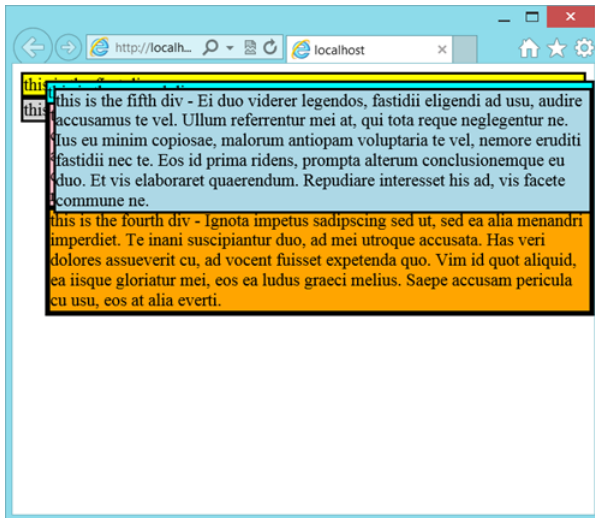 http://localh...
localhost
this
this
this is the fifth div - Ei duo viderer legendos, fastidii eligendi ad usu, audire
accusamus te vel. Ullum referrentur mei at, qui tota reque neglegentur ne.
Ius eu minim copiosae, malorum antiopam voluptaria te vel, nemore eruditi
fastidii nec te. Eos id prima ridens, prompta alterum conclusionemque eu
duo. Et vis elaboraret quaerendum. Repudiare interesset his ad, vis facete
commune ne.
this is the fourth div - Ignota impetus sadipscing sed ut, sed ea alia menandri
imperdiet. Te inani suscipiantur duo, ad mei utroque accusata. Has veri
dolores assueverit cu, ad vocent fuisset expetenda quo. Vim id quot aliquid,
ea iisque gloriatur mei, eos ea ludus graeci melius. Saepe accusam pericula
cu usu, eos at alia everti.